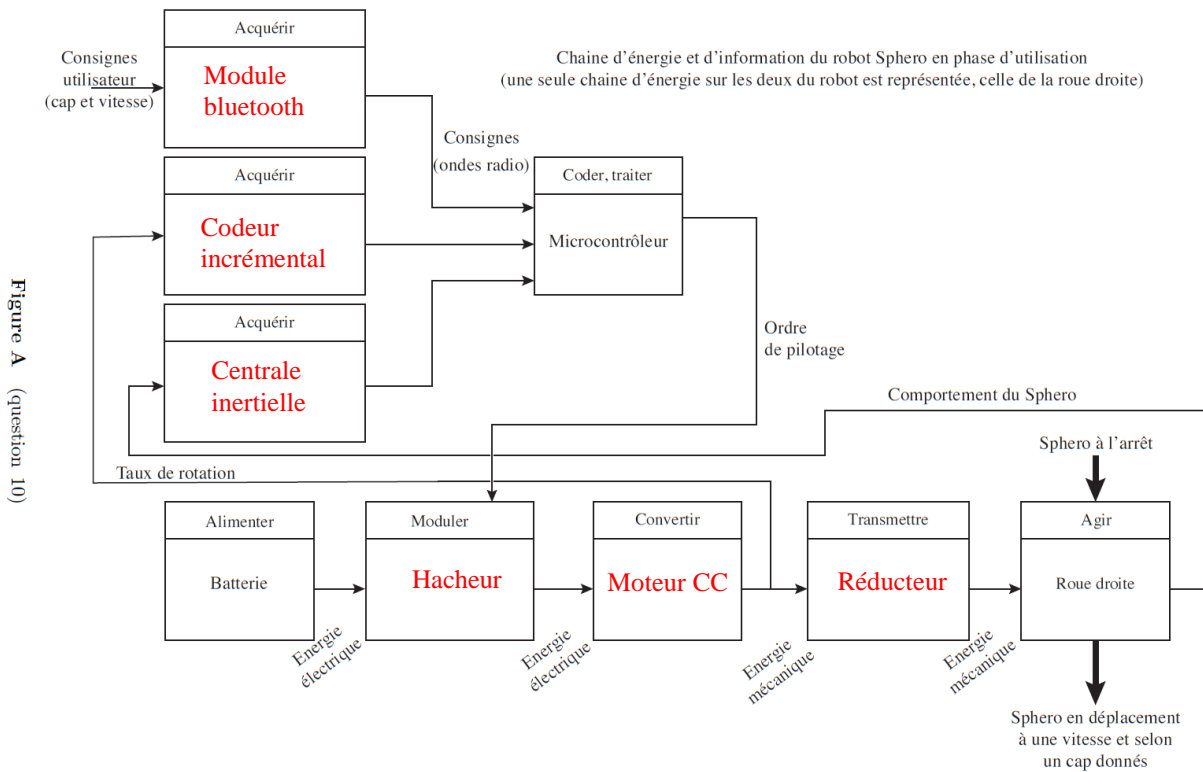 Acquérir
Module
bluetooth
Consignes
utilisateur
(cap et vitesse)
Chaine d'énergie et d'information du robot Sphero en phase d'utilisation
(une seule chaine d'énergie sur les deux du robot est représentée, celle de la roue droite)
Consignes
(ondes radio)
Acquérir
Codeur
incrémental
Coder, traiter
Microcontrôleur
Acquérir
Centrale
inertielle
Ordre
de pilotage
Comportement du Sphero
Sphero à l'arrêt
Taux de rotation
Figure A (question 10)
Alimenter
Batterie
Moduler
Hacheur
Convertir
Moteur CC
Transmettre
Réducteur
Agir
Roue droite
Energie
électrique
Energie
électrique
Energie
mécanique
Energie
mécanique
Sphero en déplacement
à une vitesse et selon
un cap donnés